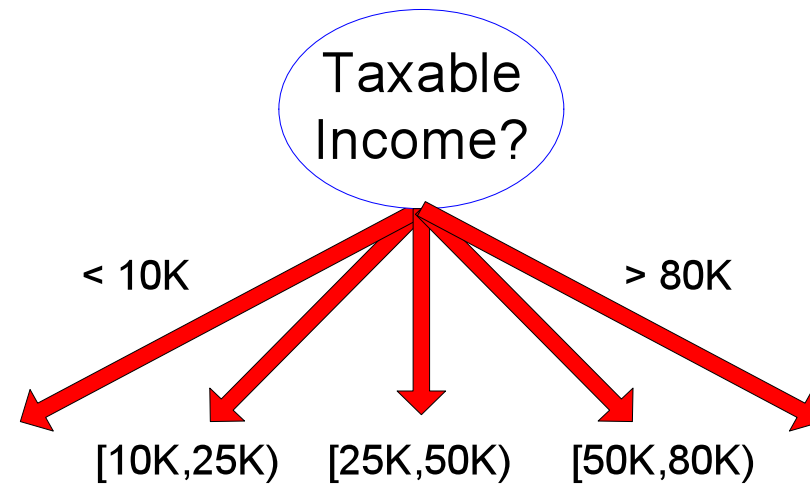 Taxable
Income?
< 10K
> 80K
[10K,25K)
[25K,50K)
[50K,80K)